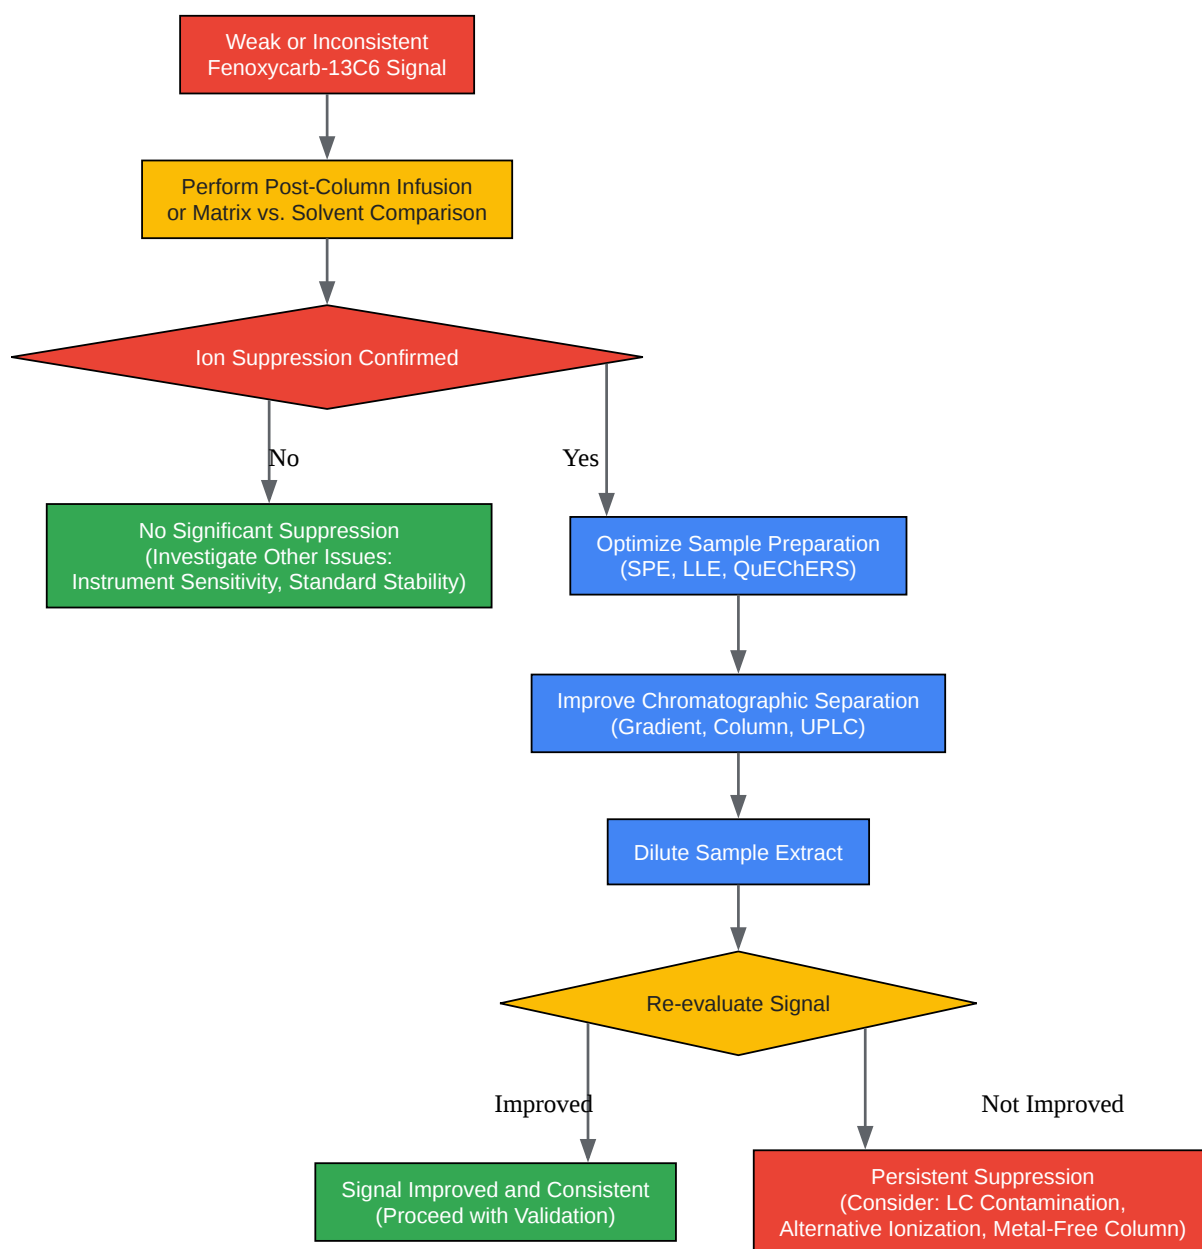 Weak or Inconsistent
Fenoxycarb-13C6 Signal
Perform Post-Column Infusion
or Matrix vs. Solvent Comparison
Ion Suppression Confirmed
No
Yes
No Significant Suppression
(Investigate Other Issues:
Instrument Sensitivity, Standard Stability)
Optimize Sample Preparation
(SPE, LLE, QuEChERS)
Improve Chromatographic Separation
(Gradient, Column, UPLC)
Dilute Sample Extract
Re-evaluate Signal
Improved
Not Improved
Signal Improved and Consistent
(Proceed with Validation)
Persistent Suppression
(Consider: LC Contamination,
Alternative Ionization, Metal-Free Column)